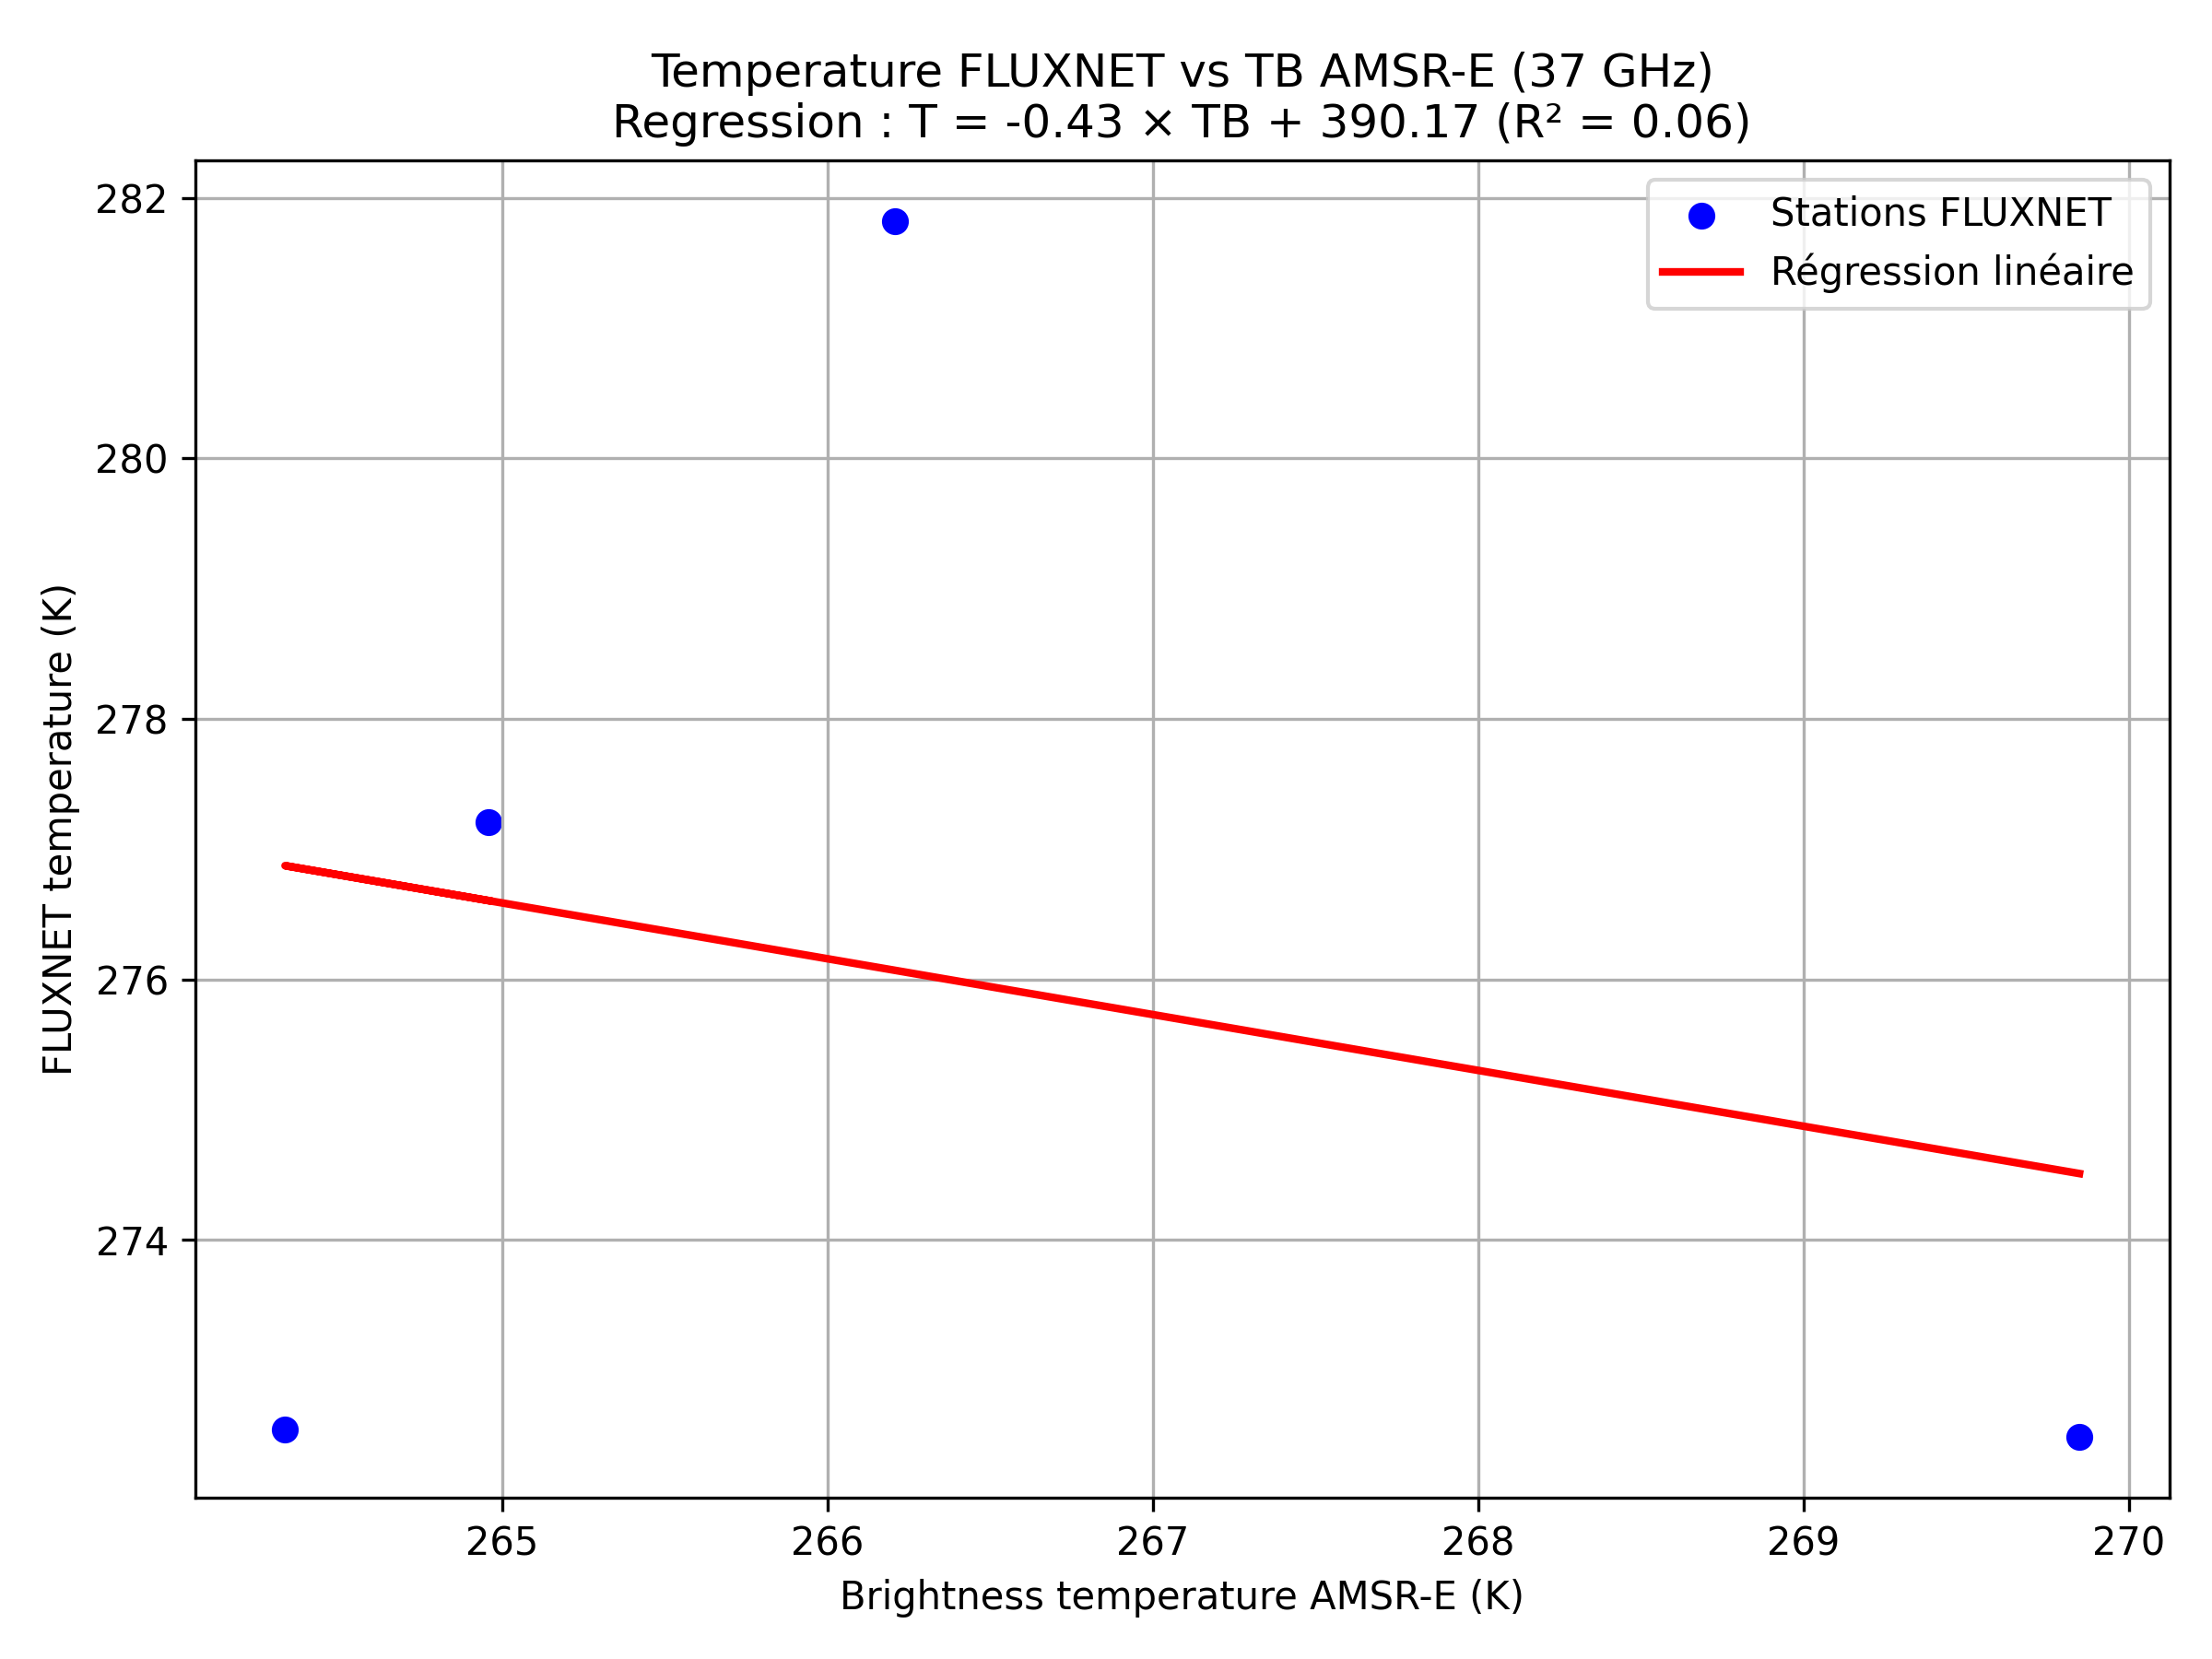 Temperature FLUXNET vs TB AMSR-E (37 GHz)
Regression : T = -0.43 × TB + 390.17 (R² = 0.06)
Stations FLUXNET
Régression linéaire
FLUXNET temperature (K)
282
280
278
276
274
265 266 267 268 269 270
Brightness temperature AMSR-E (K)